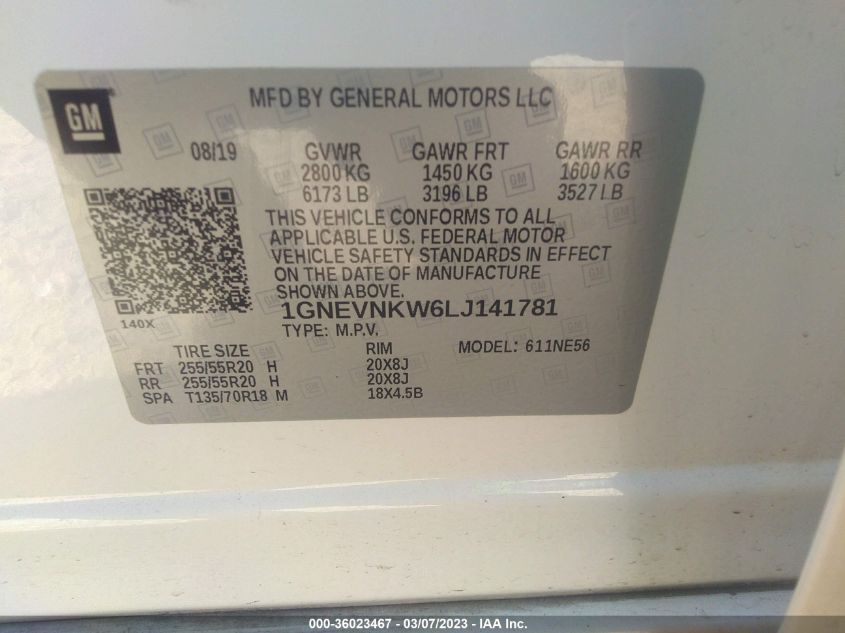 GM
MFD BY GENERAL MOTORS LLC
08/19 GVWR GAWR FRT GAWR RR
2800 KG 1450 KG 1600 KG
6173 LB 3196 LB 3527 LB
THIS VEHICLE CONFORMS TO ALL
APPLICABLE U.S. FEDERAL MOTOR
VEHICLE SAFETY STANDARDS IN EFFECT
ON THE DATE OF MANUFACTURE
SHOWN ABOVE.
140X
1GNEVNKW6LJ141781
TYPE: M.P.V.
TIRE SIZE RIM MODEL: 611NE56
FRT 255/55R20 H 20X8J
RR 255/55R20 H 20X8J
SPA T135/70R18 M 18X4.5B
000-36023467 — 03/07/2023 — IAA Inc.